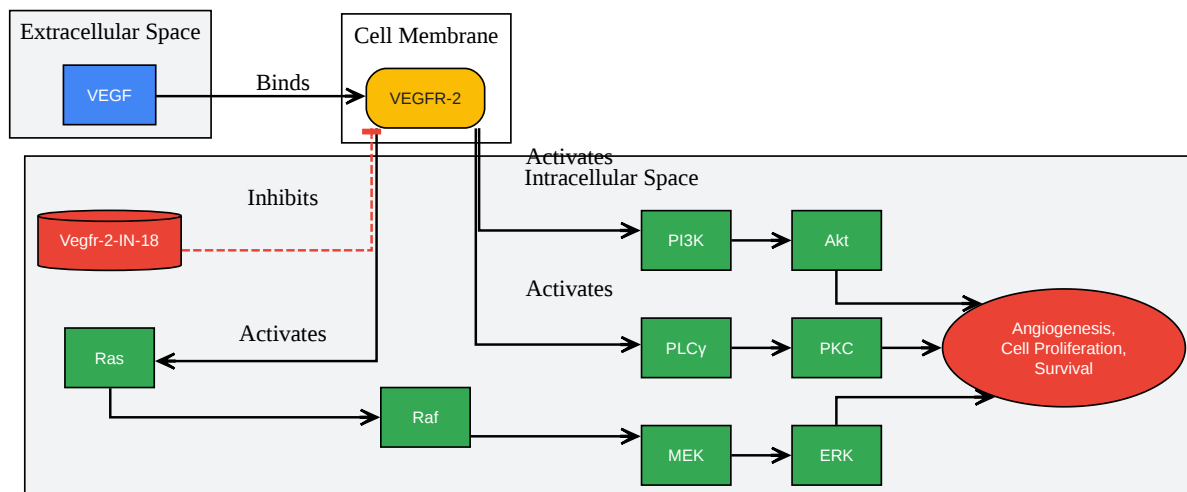 Extracellular Space
VEGF
Binds
Cell Membrane
VEGFR-2
Activates
Intracellular Space
Inhibits
Vegfr-2-IN-18
PI3K
Akt
Activates
Activates
Ras
PLCγ
PKC
Angiogenesis,
Cell Proliferation,
Survival
Raf
MEK
ERK